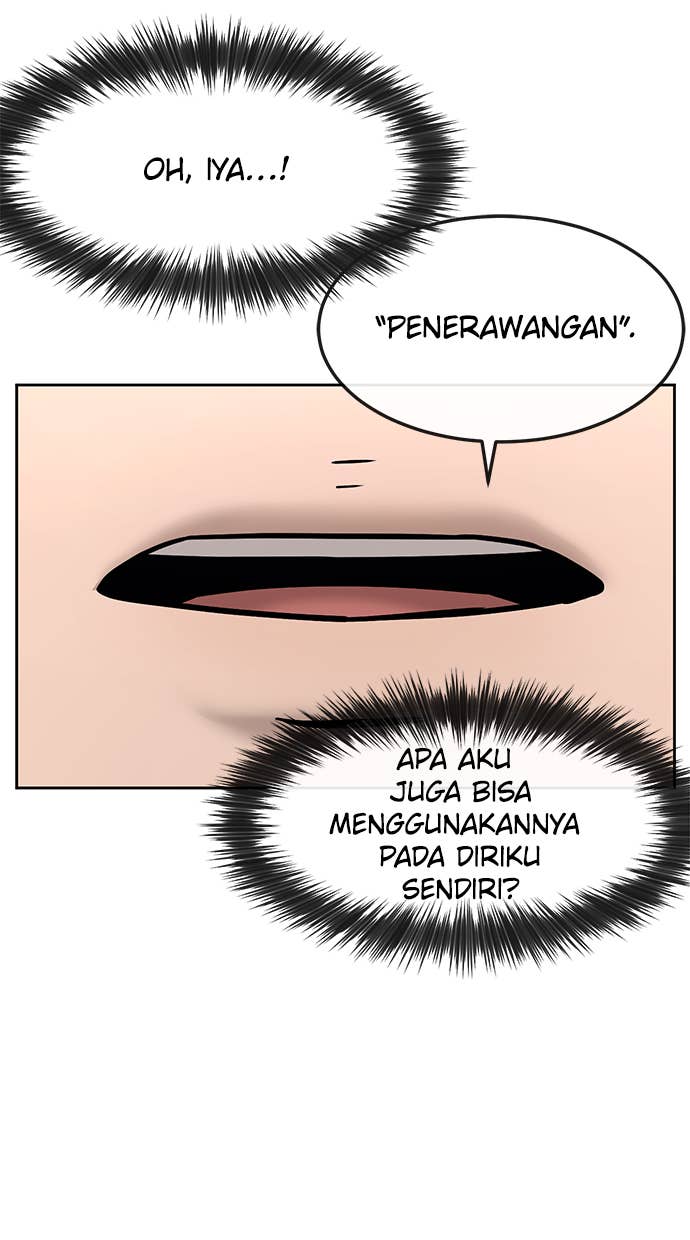 OH, IYA...!
"PENERAWANGAN".
APA AKU
JUGA BISA
MENGGUNAKANNYA
PADA DIRIKU
SENDIRI?